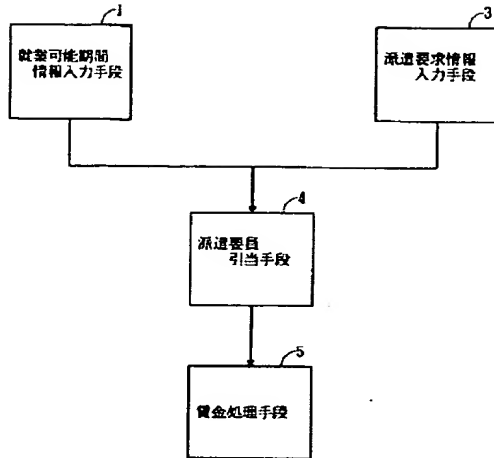 1
就業可能期間
情報入力手段
3
派遣要求情報
入力手段
4
派遣要員
引当手段
5
賃金処理手段